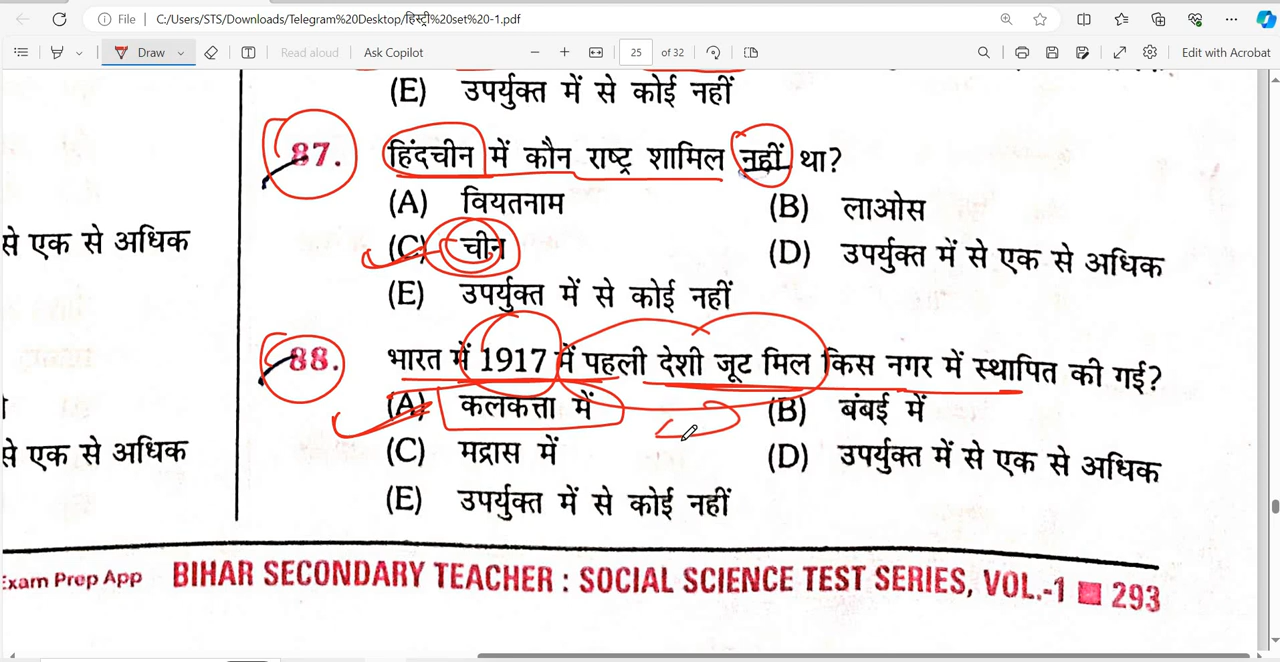 File C:/Users/STS/Downloads/Telegram%20Desktop/हिस्ट्री%20set%20-1.pdf
Draw Read aloud Ask Copilot 25 of 32 Edit with Acrobat
(E) उपर्युक्त में से कोई नहीं
87. हिंदचीन में कौन राष्ट्र शामिल नहीं था?
(A) वियतनाम (B) लाओस
से एक से अधिक
(C) चीन (D) उपर्युक्त में से एक से अधिक
(E) उपर्युक्त में से कोई नहीं
88. भारत में 1917 में पहली देशी जूट मिल किस नगर में स्थापित की गई?
(A) कलकत्ता में (B) बंबई में
से एक से अधिक
(C) मद्रास में (D) उपर्युक्त में से एक से अधिक
(E) उपर्युक्त में से कोई नहीं
Exam Prep App BIHAR SECONDARY TEACHER : SOCIAL SCIENCE TEST SERIES, VOL.-1 ■ 293